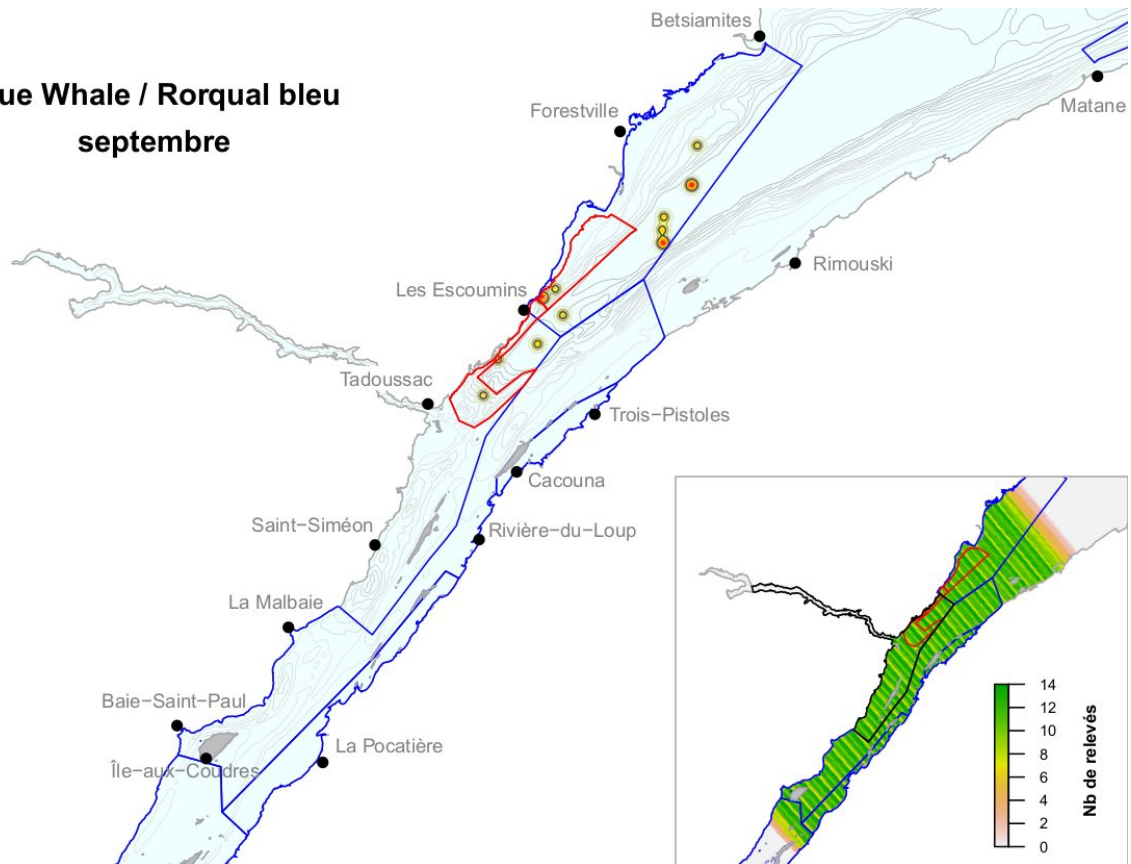 Betsiamites
ue Whale / Rorqual bleu
septembre
Forestville
Matane
Rimouski
Les Escoumins
Tadoussac
Trois−Pistoles
Cacouna
Saint−Siméon
Rivière−du−Loup
La Malbaie
Baie−Saint−Paul
La Pocatière
Île−aux−Coudres
14
12
10
8
6
4
2
0
Nb de relevés